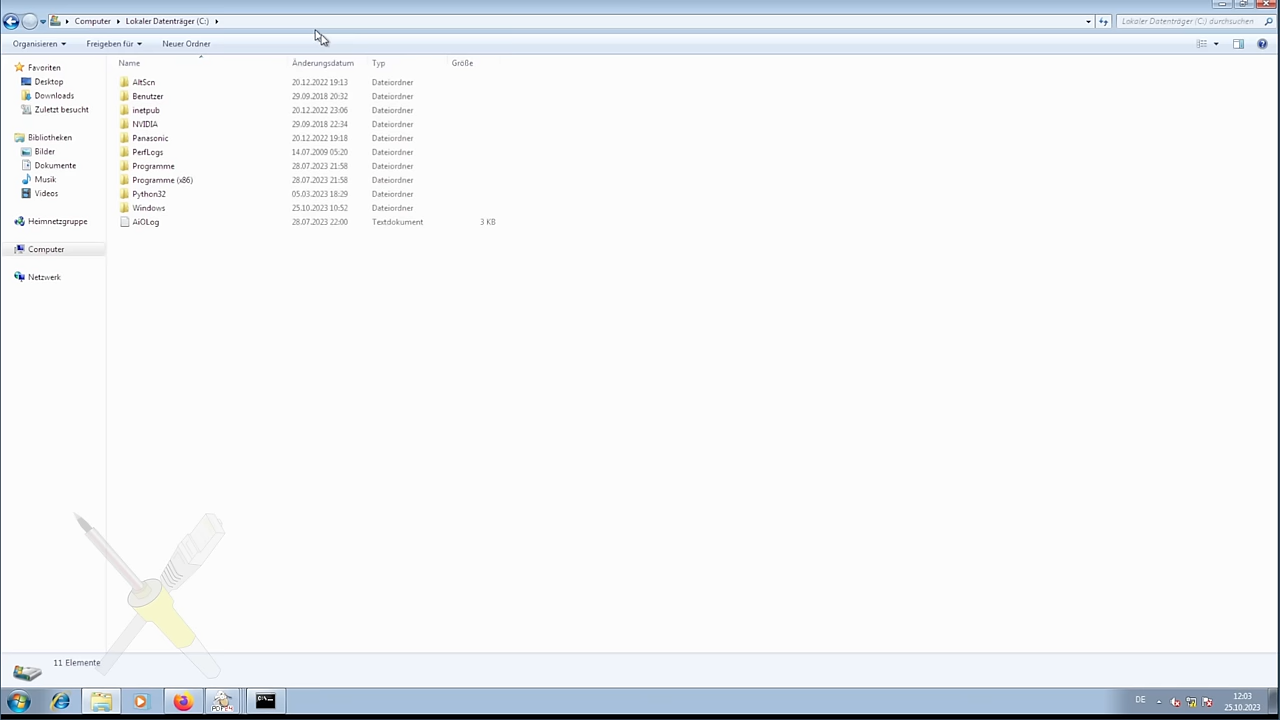 Computer ▸ Lokaler Datenträger (C:) ▸
Lokaler Datenträger (C:) durchsuchen
Organisieren Freigeben für Neuer Ordner
Name Änderungsdatum Typ Größe
Favoriten
Desktop
Downloads
Zuletzt besucht
Bibliotheken
Bilder
Dokumente
Musik
Videos
Heimnetzgruppe
Computer
Netzwerk
AltScn 20.12.2022 19:13 Dateiordner
Benutzer 29.09.2018 20:32 Dateiordner
inetpub 20.12.2022 23:06 Dateiordner
NVIDIA 29.09.2018 22:34 Dateiordner
Panasonic 20.12.2022 19:18 Dateiordner
PerfLogs 14.07.2009 05:20 Dateiordner
Programme 28.07.2023 21:58 Dateiordner
Programme (x86) 28.07.2023 21:58 Dateiordner
Python32 05.03.2023 18:29 Dateiordner
Windows 25.10.2023 10:52 Dateiordner
AiOLog 28.07.2023 22:00 Textdokument 3 KB
11 Elemente
DE
12:03
25.10.2023